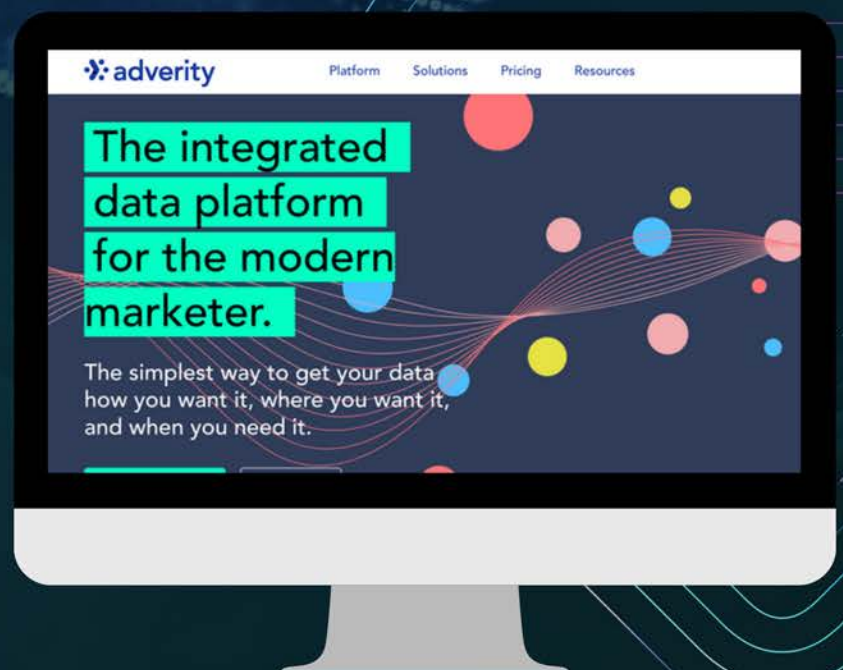 adverity
Platform Solutions Pricing Resources
The integrated
data platform
for the modern
marketer.
The simplest way to get your data
how you want it, where you want it,
and when you need it.